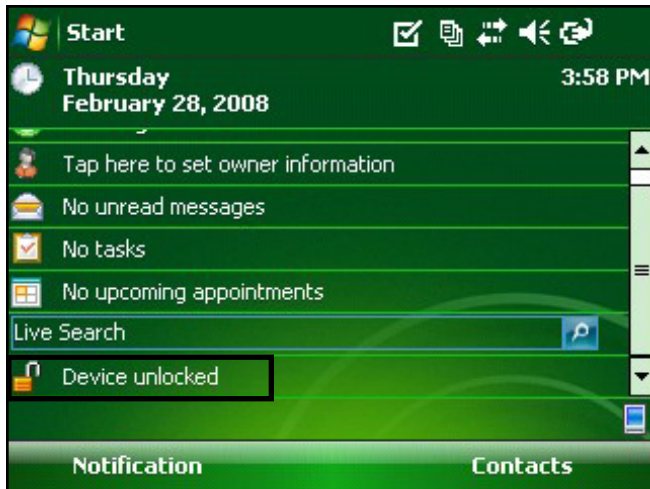 Start
Thursday
3:58 PM
February 28, 2008
Tap here to set owner information
No unread messages
No tasks
No upcoming appointments
Live Search
Device unlocked
Notification
Contacts